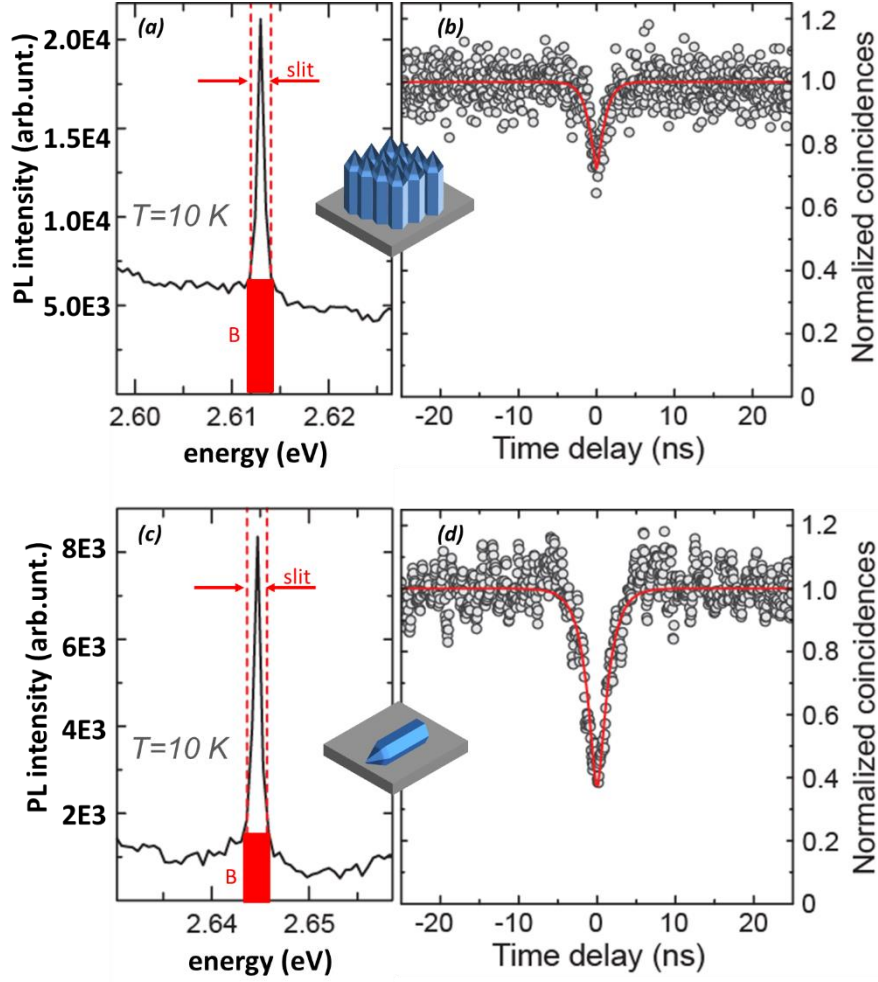 (a)
slit
2.0E4
1.5E4
1.0E4
5.0E3
T=10 K
B
PL intensity (arb.unt.)
2.60 2.61 2.62
energy (eV)
(b)
1.2
1.0
0.8
0.6
0.4
0.2
0
Normalized coincidences
-20 -10 0 10 20
Time delay (ns)
(c)
slit
8E3
6E3
4E3
2E3
T=10 K
B
PL intensity (arb.unt.)
2.64 2.65
energy (eV)
(d)
1.2
1.0
0.8
0.6
0.4
0.2
0
Normalized coincidences
-20 -10 0 10 20
Time delay (ns)